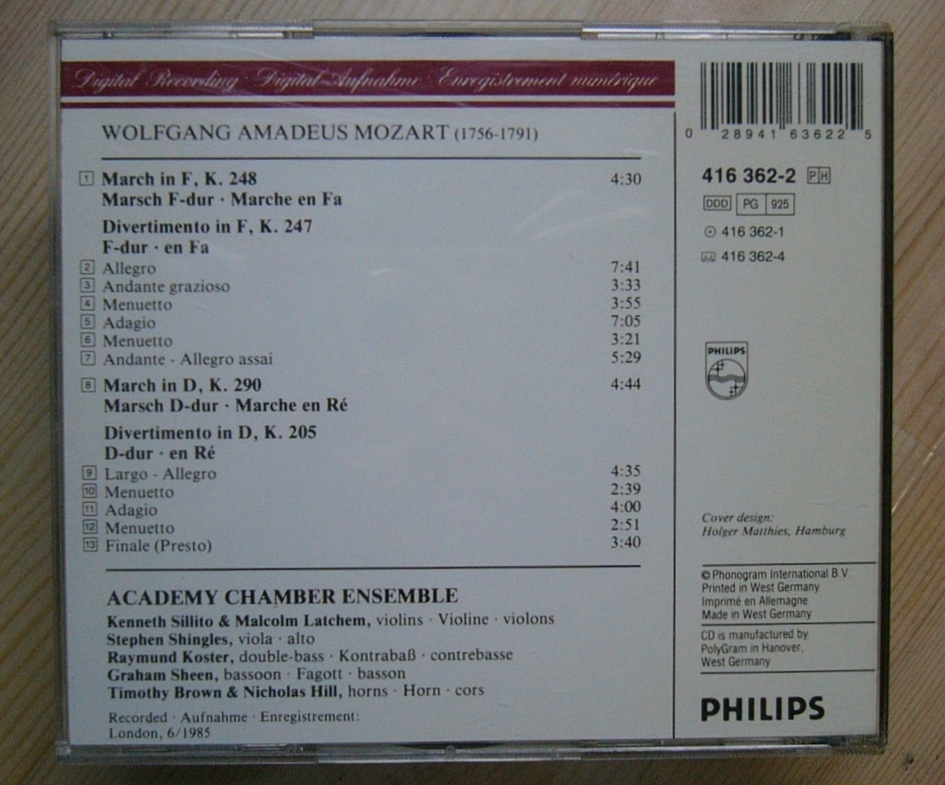 Digital Recording · Digital-Aufnahme · Enregistrement numérique
WOLFGANG AMADEUS MOZART (1756-1791)
1 March in F, K. 248 4:30
Marsch F-dur · Marche en Fa
Divertimento in F, K. 247
F-dur · en Fa
2 Allegro 7:41
3 Andante grazioso 3:33
4 Menuetto 3:55
5 Adagio 7:05
6 Menuetto 3:21
7 Andante - Allegro assai 5:29
8 March in D, K. 290 4:44
Marsch D-dur · Marche en Ré
Divertimento in D, K. 205
D-dur · en Ré
9 Largo - Allegro 4:35
10 Menuetto 2:39
11 Adagio 4:00
12 Menuetto 2:51
13 Finale (Presto) 3:40
ACADEMY CHAMBER ENSEMBLE
Kenneth Sillito & Malcolm Latchem, violins · Violine · violons
Stephen Shingles, viola · alto
Raymund Koster, double-bass · Kontrabaß · contrebasse
Graham Sheen, bassoon · Fagott · basson
Timothy Brown & Nicholas Hill, horns · Horn · cors
Recorded · Aufnahme · Enregistrement:
London, 6/1985
0 28941 63622 5
416 362-2 PH
DDD PG 925
416 362-1
416 362-4
PHILIPS
Cover design:
Holger Matthies, Hamburg
© Phonogram International B.V.
Printed in West Germany
Imprimé en Allemagne
Made in West Germany
CD is manufactured by
PolyGram in Hanover,
West Germany
PHILIPS